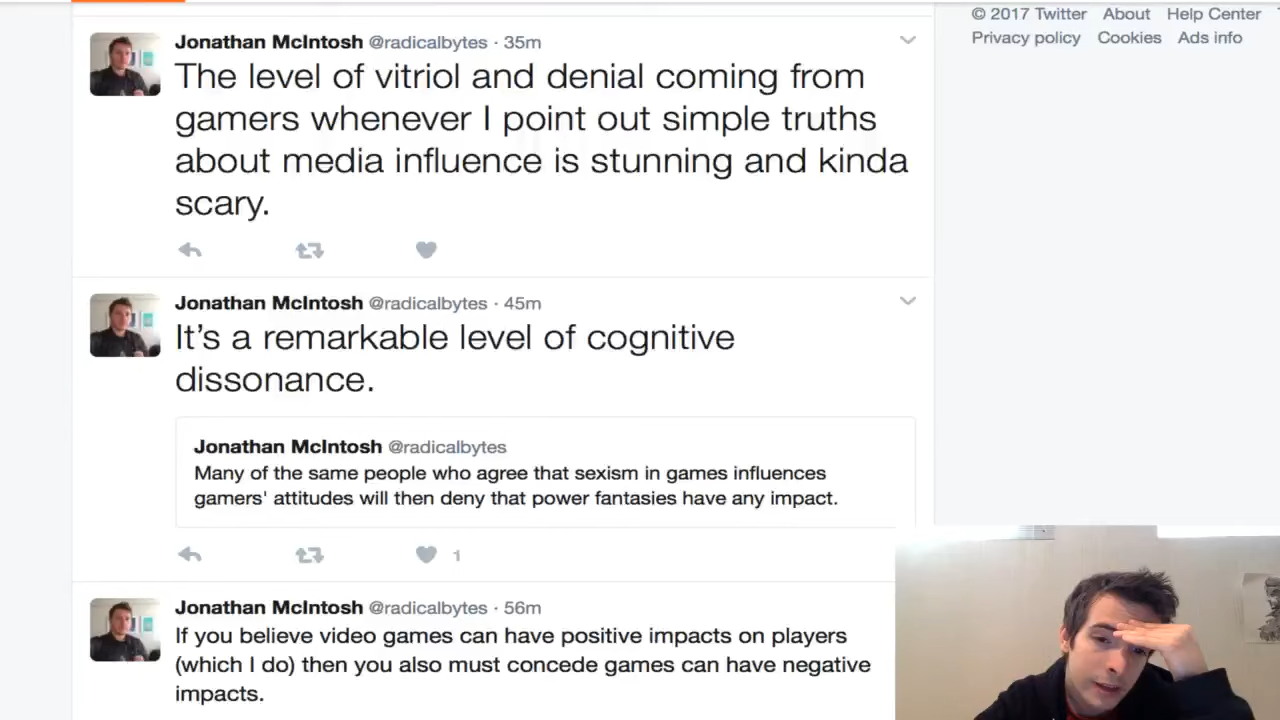 © 2017 Twitter About Help Center
Privacy policy Cookies Ads info
Jonathan McIntosh @radicalbytes · 35m
The level of vitriol and denial coming from
gamers whenever I point out simple truths
about media influence is stunning and kinda
scary.
Jonathan McIntosh @radicalbytes · 45m
It's a remarkable level of cognitive
dissonance.
Jonathan McIntosh @radicalbytes
Many of the same people who agree that sexism in games influences
gamers' attitudes will then deny that power fantasies have any impact.
1
Jonathan McIntosh @radicalbytes · 56m
If you believe video games can have positive impacts on players
(which I do) then you also must concede games can have negative
impacts.